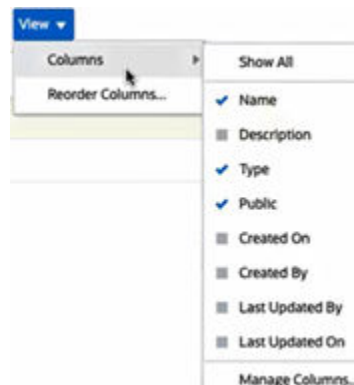 View
Columns
Reorder Columns...
Show All
Name
Description
Type
Public
Created On
Created By
Last Updated By
Last Updated On
Manage Columns...